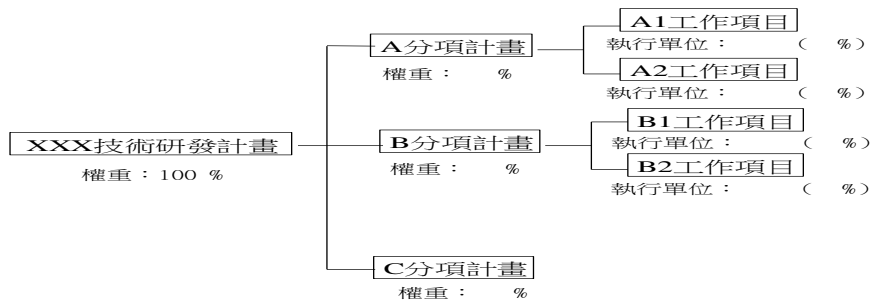 XXX技術研發計畫
權重：100 %
A分項計畫
權重： %
A1工作項目
執行單位： ( %)
A2工作項目
執行單位： ( %)
B分項計畫
權重： %
B1工作項目
執行單位： ( %)
B2工作項目
執行單位： ( %)
C分項計畫
權重： %